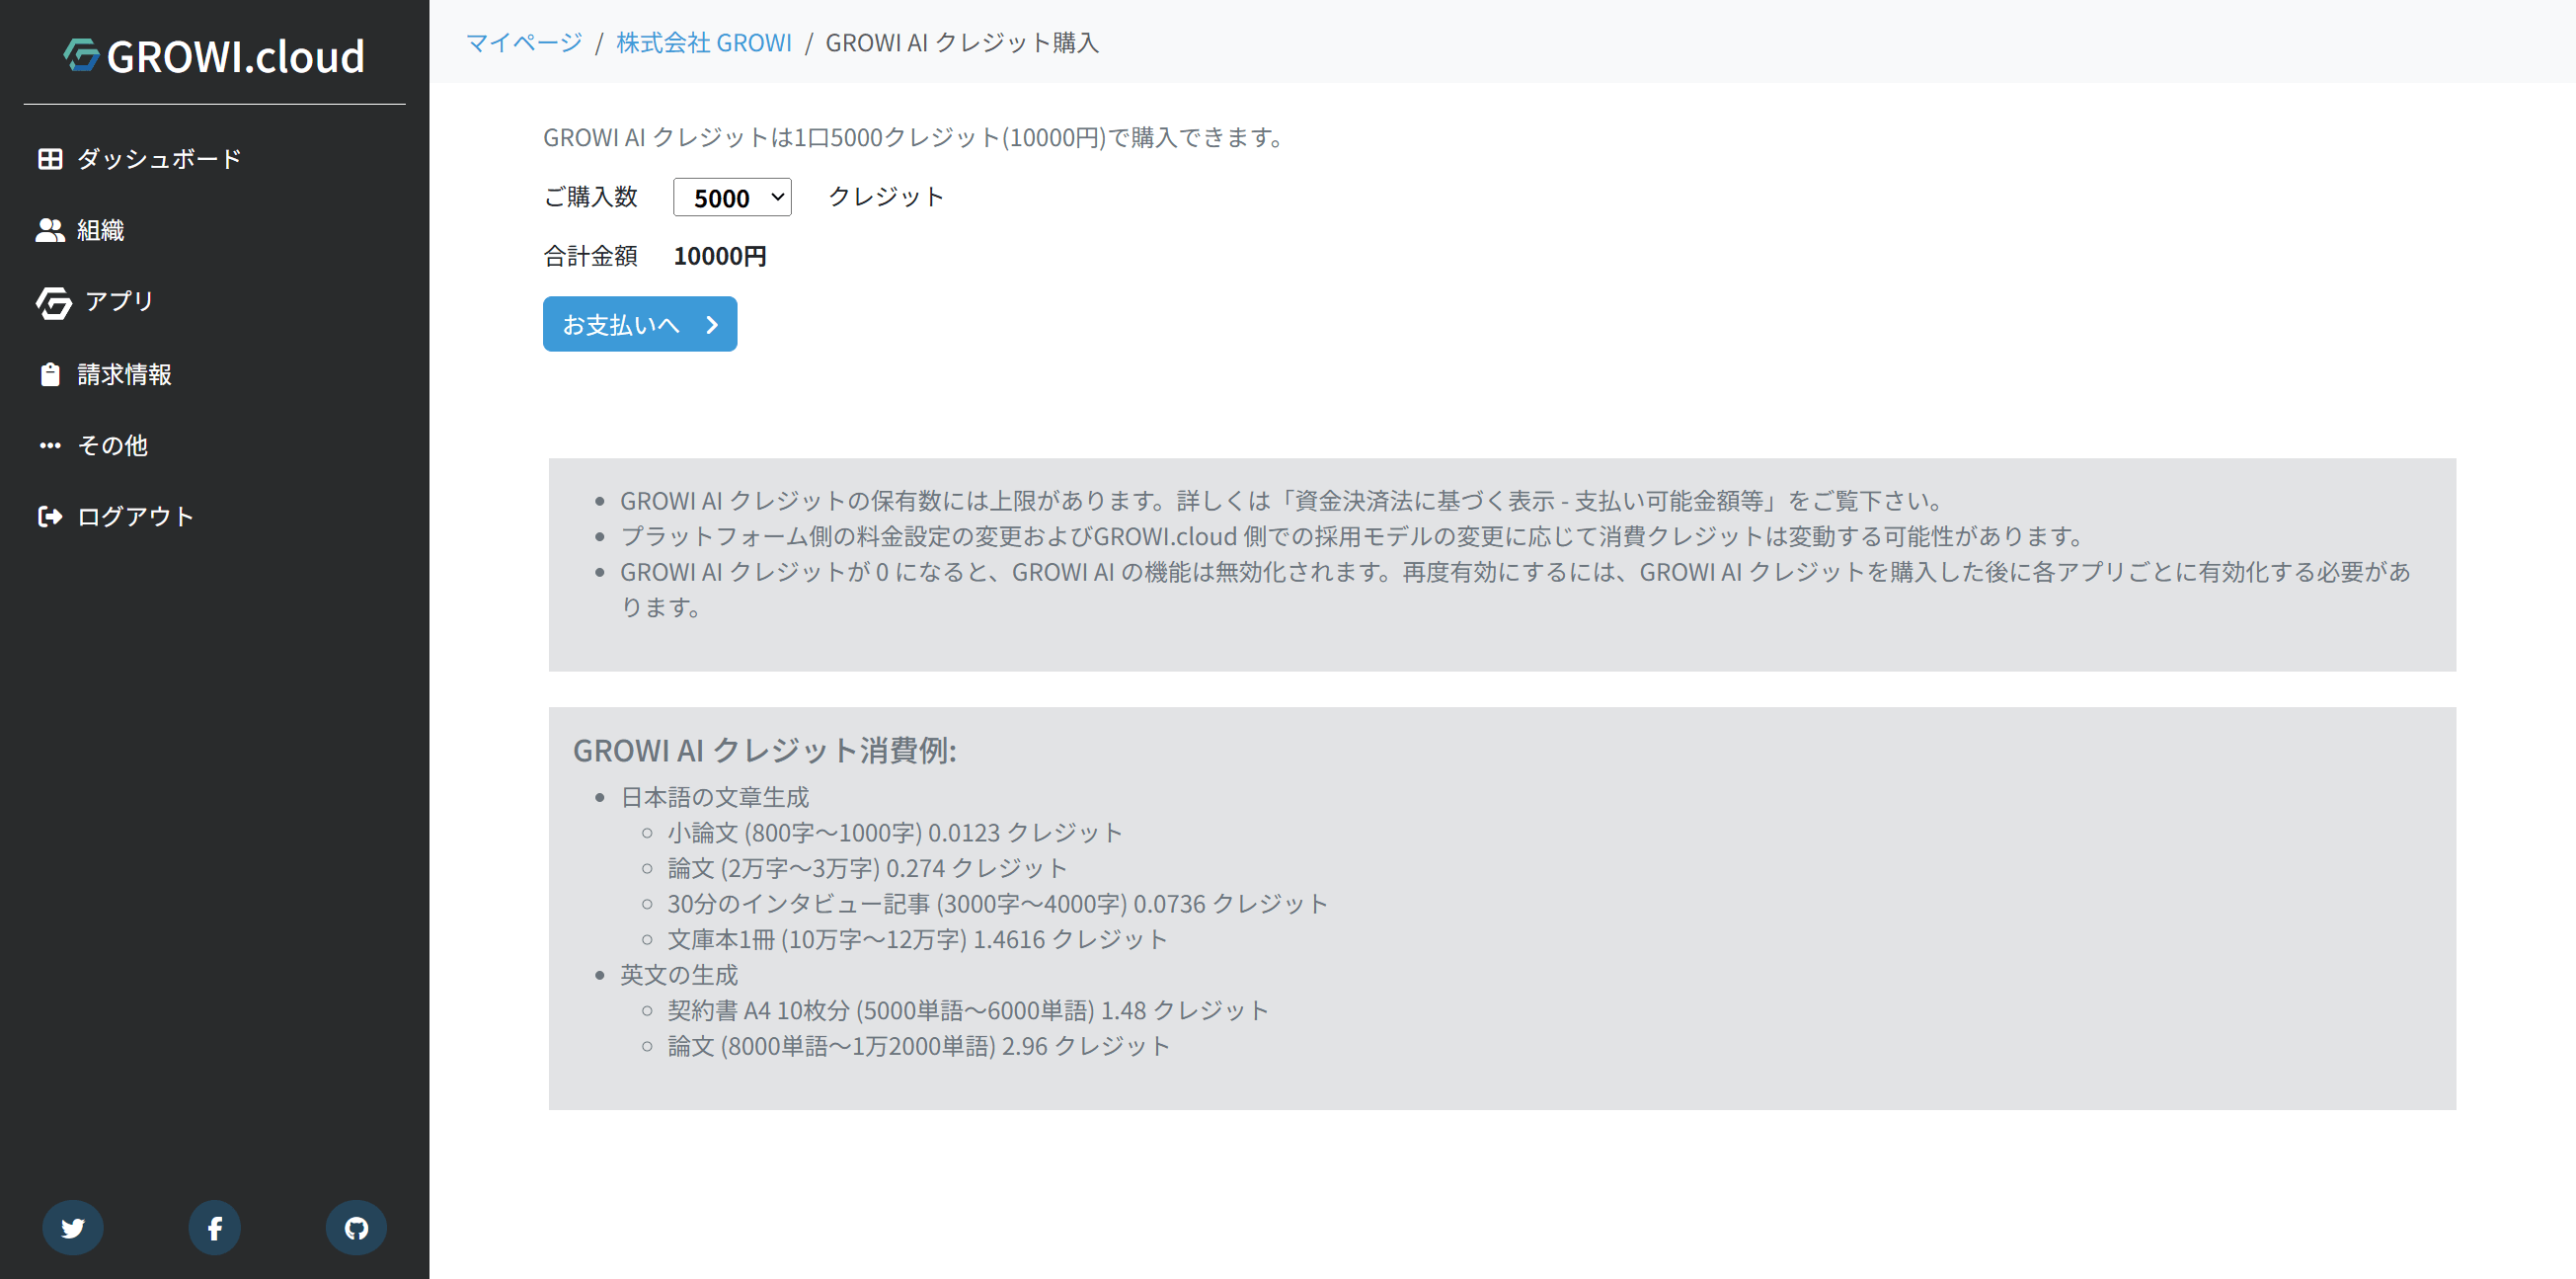 GROWI.cloud
ダッシュボード
組織
アプリ
請求情報
その他
ログアウト
マイページ / 株式会社 GROWI / GROWI AI クレジット購入
GROWI AI クレジットは1口5000クレジット(10000円)で購入できます。
ご購入数 5000 クレジット
合計金額 10000円
お支払いへ
GROWI AI クレジットの保有数には上限があります。詳しくは「資金決済法に基づく表示 - 支払い可能金額等」をご覧下さい。
プラットフォーム側の料金設定の変更およびGROWI.cloud 側での採用モデルの変更に応じて消費クレジットは変動する可能性があります。
GROWI AI クレジットが 0 になると、GROWI AI の機能は無効化されます。再度有効にするには、GROWI AI クレジットを購入した後に各アプリごとに有効化する必要があ
ります。
GROWI AI クレジット消費例:
日本語の文章生成
小論文 (800字〜1000字) 0.0123 クレジット
論文 (2万字〜3万字) 0.274 クレジット
30分のインタビュー記事 (3000字〜4000字) 0.0736 クレジット
文庫本1冊 (10万字〜12万字) 1.4616 クレジット
英文の生成
契約書 A4 10枚分 (5000単語〜6000単語) 1.48 クレジット
論文 (8000単語〜1万2000単語) 2.96 クレジット